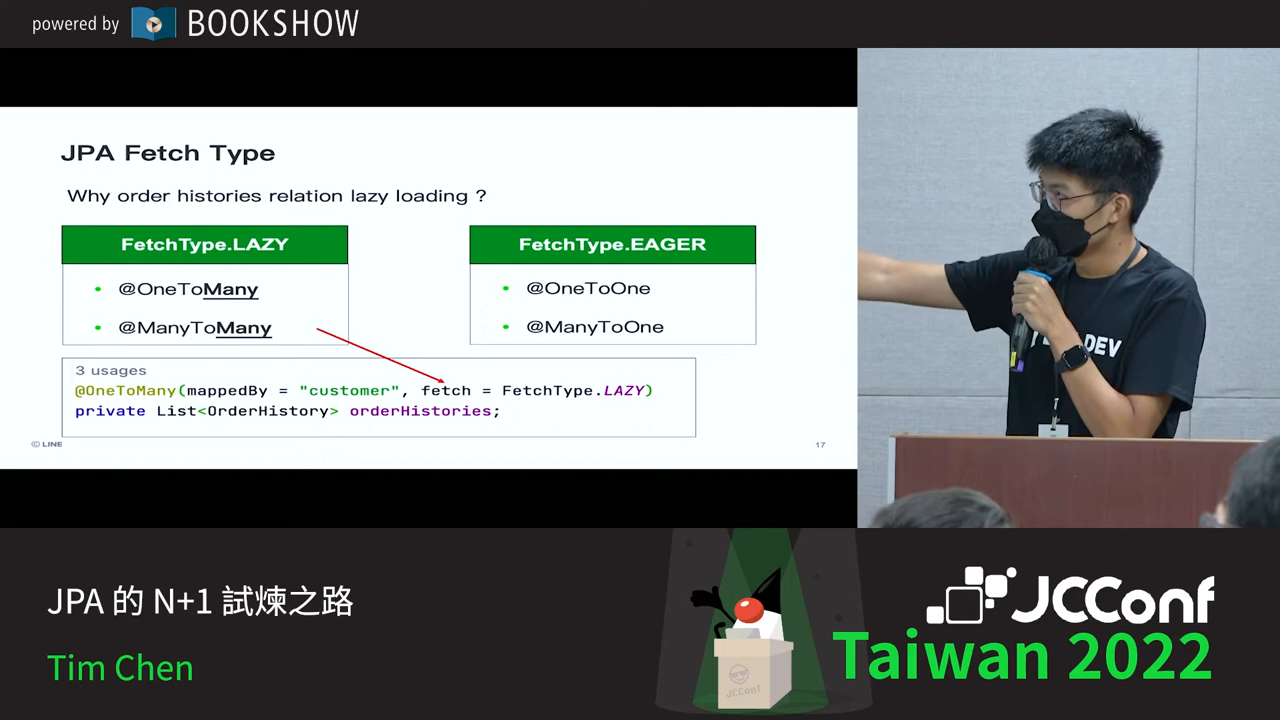 powered by BOOKSHOW
JPA Fetch Type
Why order histories relation lazy loading ?
FetchType.LAZY
• @OneToMany
• @ManyToMany
FetchType.EAGER
• @OneToOne
• @ManyToOne
3 usages
@OneToMany(mappedBy = "customer", fetch = FetchType.LAZY)
private List<OrderHistory> orderHistories;
© LINE
17
DEV
JPA 的 N+1 試煉之路
Tim Chen
JCConf
JCConf
Taiwan 2022